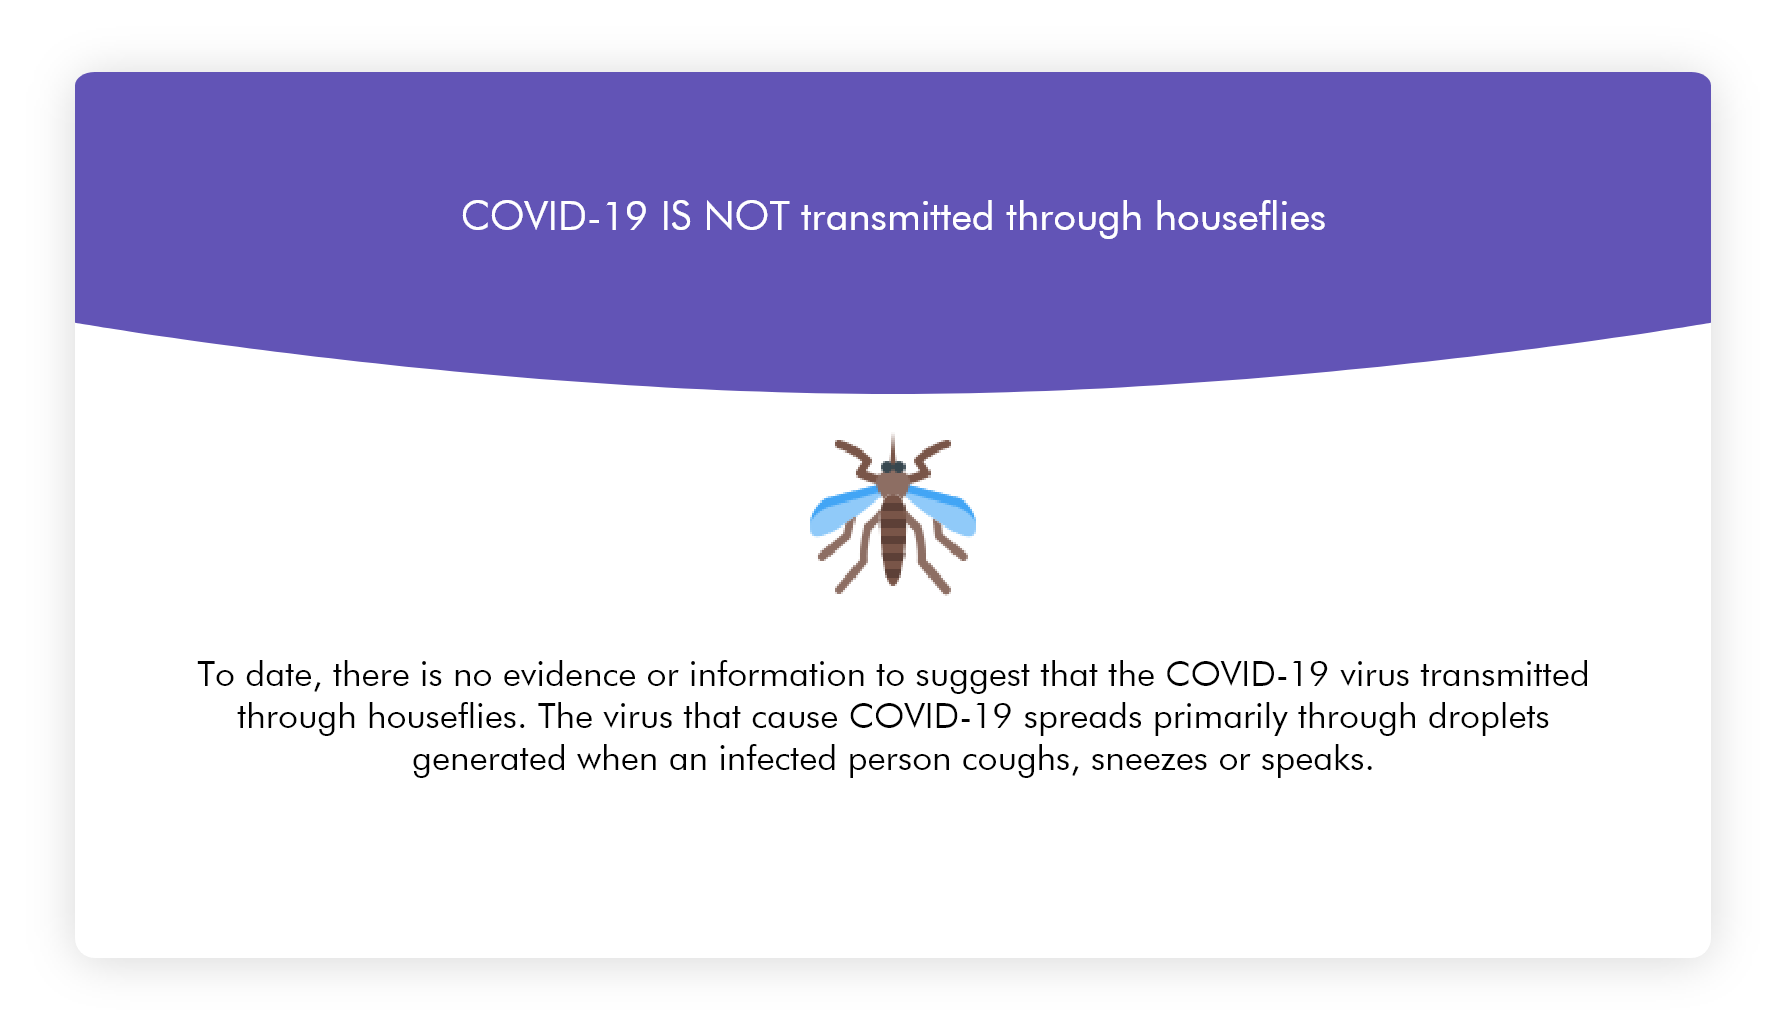 COVID-19 IS NOT transmitted through houseflies
To date, there is no evidence or information to suggest that the COVID-19 virus transmitted
through houseflies. The virus that cause COVID-19 spreads primarily through droplets
generated when an infected person coughs, sneezes or speaks.